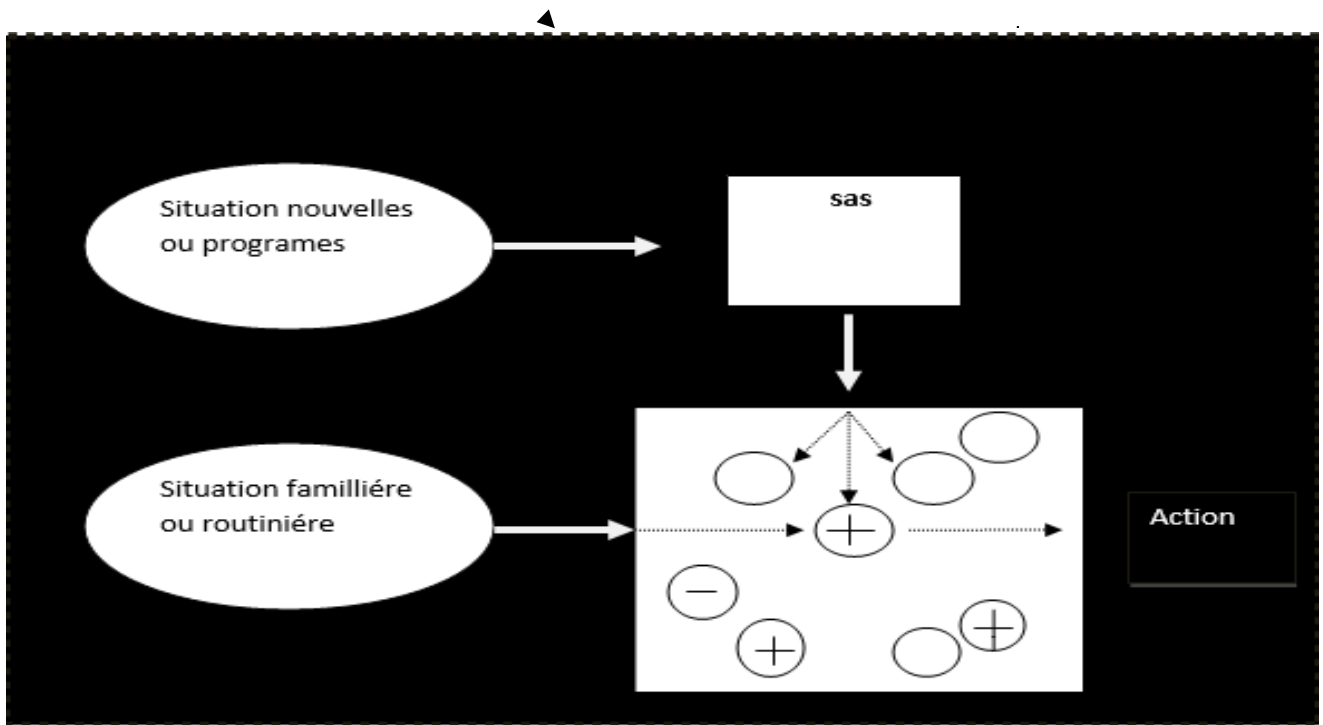 Situation nouvelles
ou programes
sas
Situation familliére
ou routiniére
Action